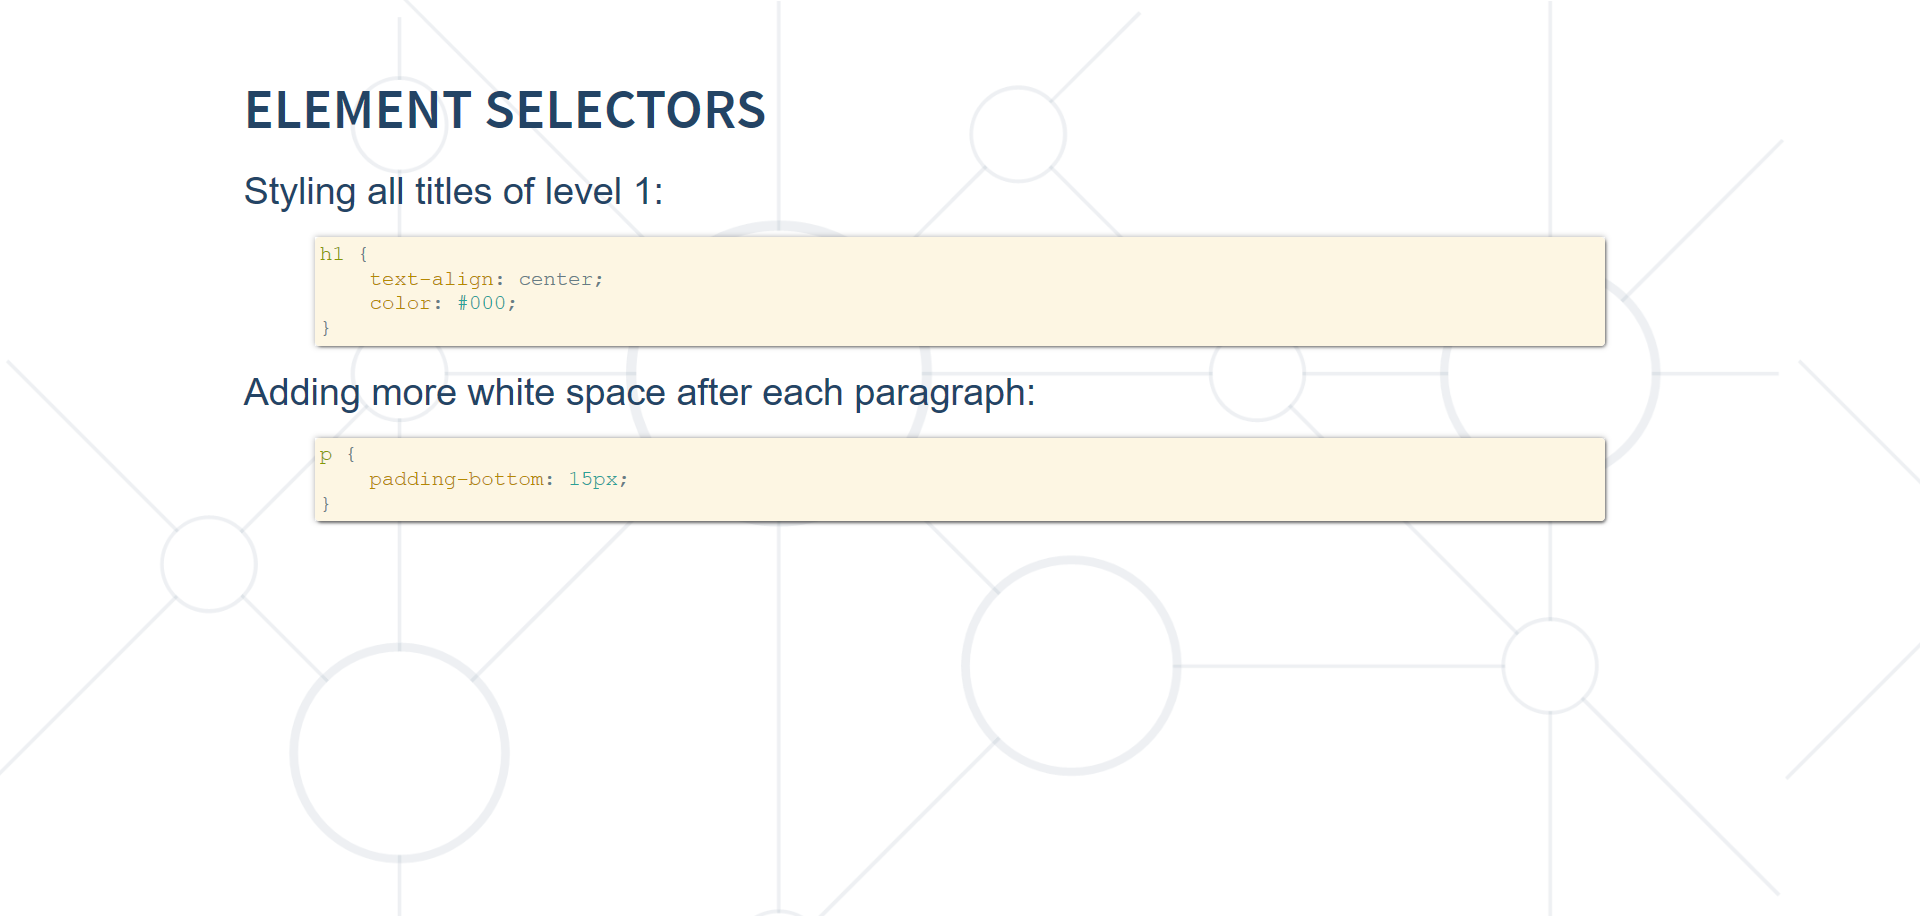 ELEMENT SELECTORS
Styling all titles of level 1:
h1 {
    text-align: center;
    color: #000;
}
Adding more white space after each paragraph:
p {
    padding-bottom: 15px;
}